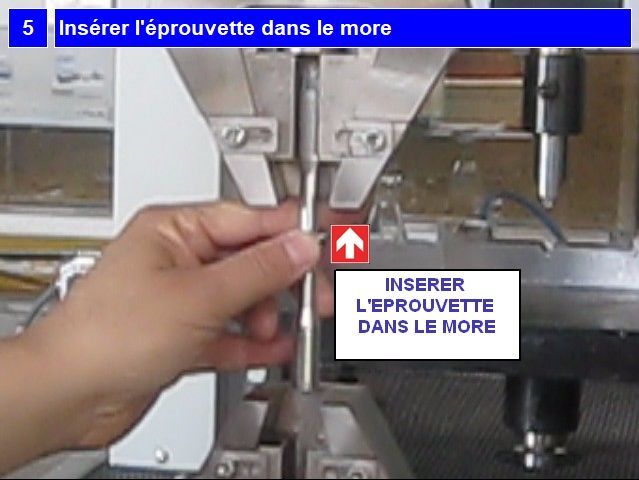 5 Insérer l'éprouvette dans le more
INSERER
L'EPROUVETTE
DANS LE MORE